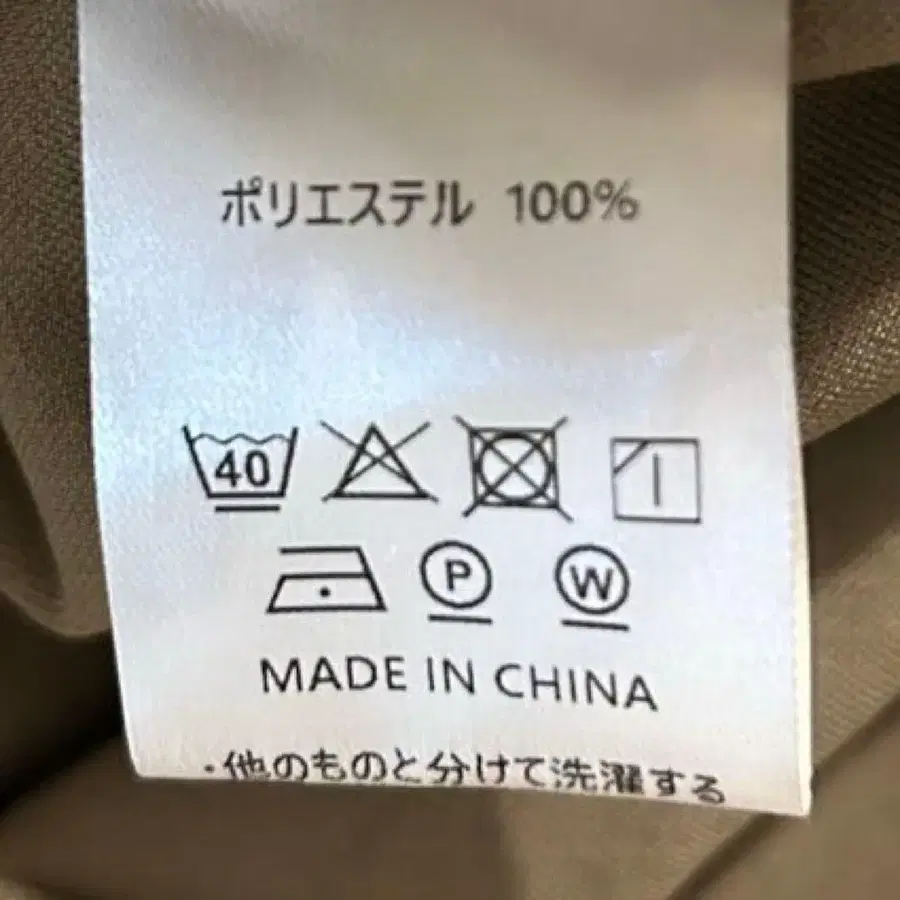 ポリエステル 100%
40
P W
MADE IN CHINA
・他のものと分けて洗濯する